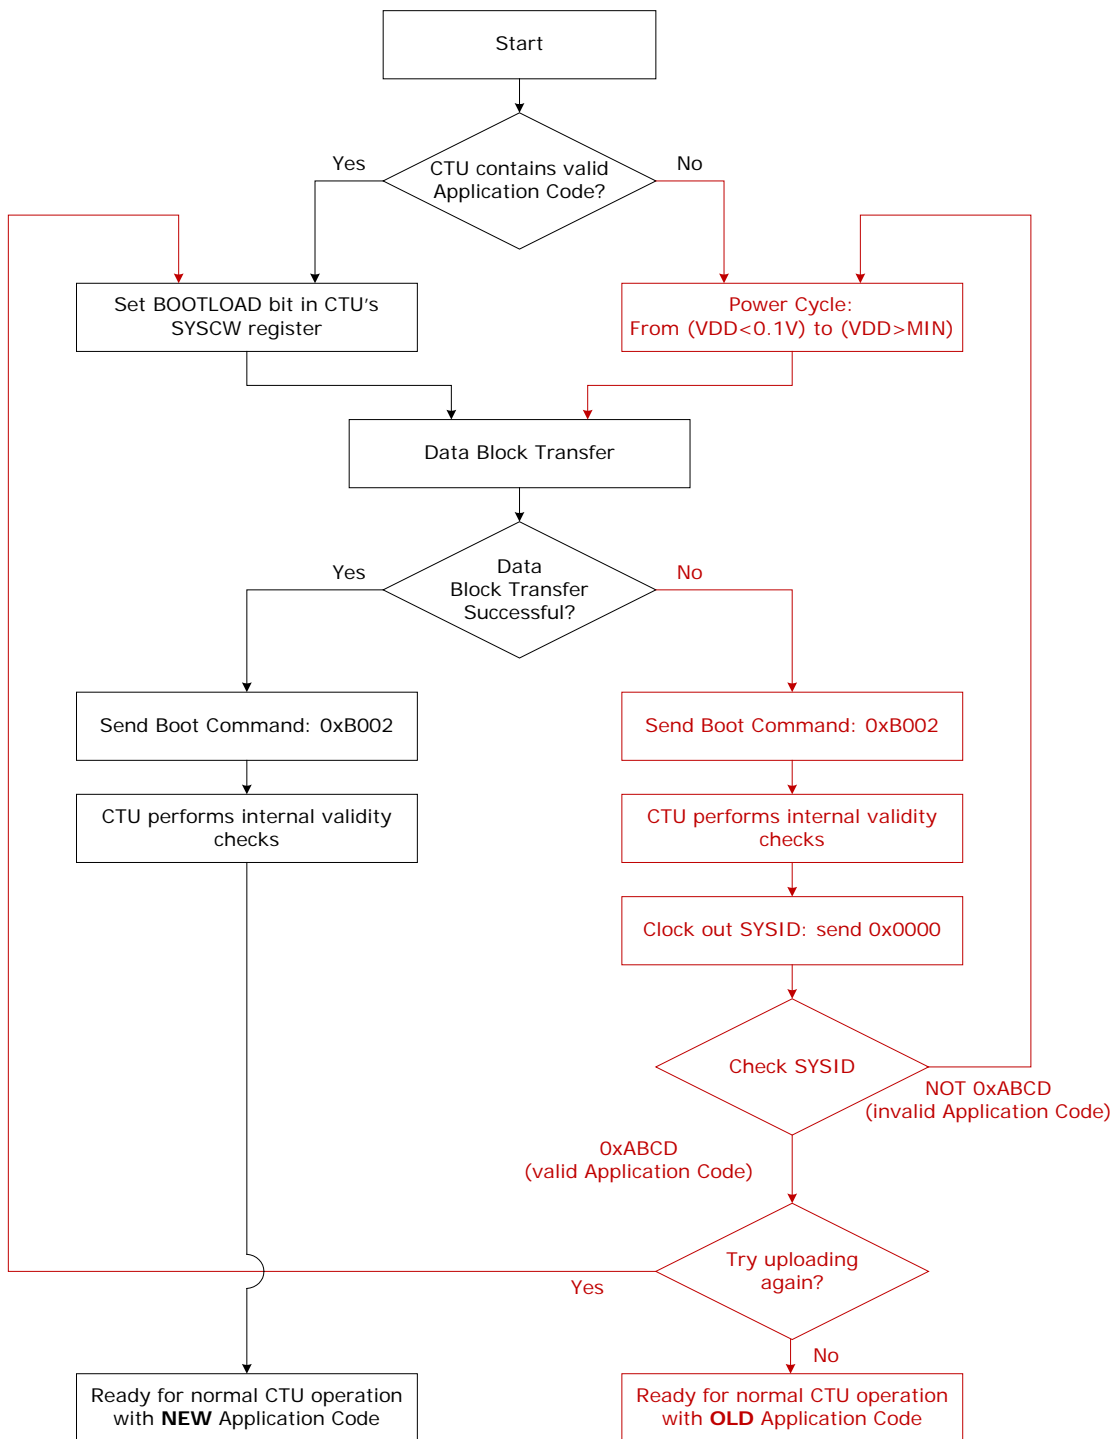 Start
CTU contains valid
Application Code?
Yes
No
Set BOOTLOAD bit in CTU's
SYSCW register
Power Cycle:
From (VDD<0.1V) to (VDD>MIN)
Data Block Transfer
Data
Block Transfer
Successful?
Yes
No
Send Boot Command: 0xB002
Send Boot Command: 0xB002
CTU performs internal validity
checks
CTU performs internal validity
checks
Clock out SYSID: send 0x0000
Check SYSID
NOT 0xABCD
(invalid Application Code)
0xABCD
(valid Application Code)
Try uploading
again?
Yes
No
Ready for normal CTU operation
with NEW Application Code
Ready for normal CTU operation
with OLD Application Code